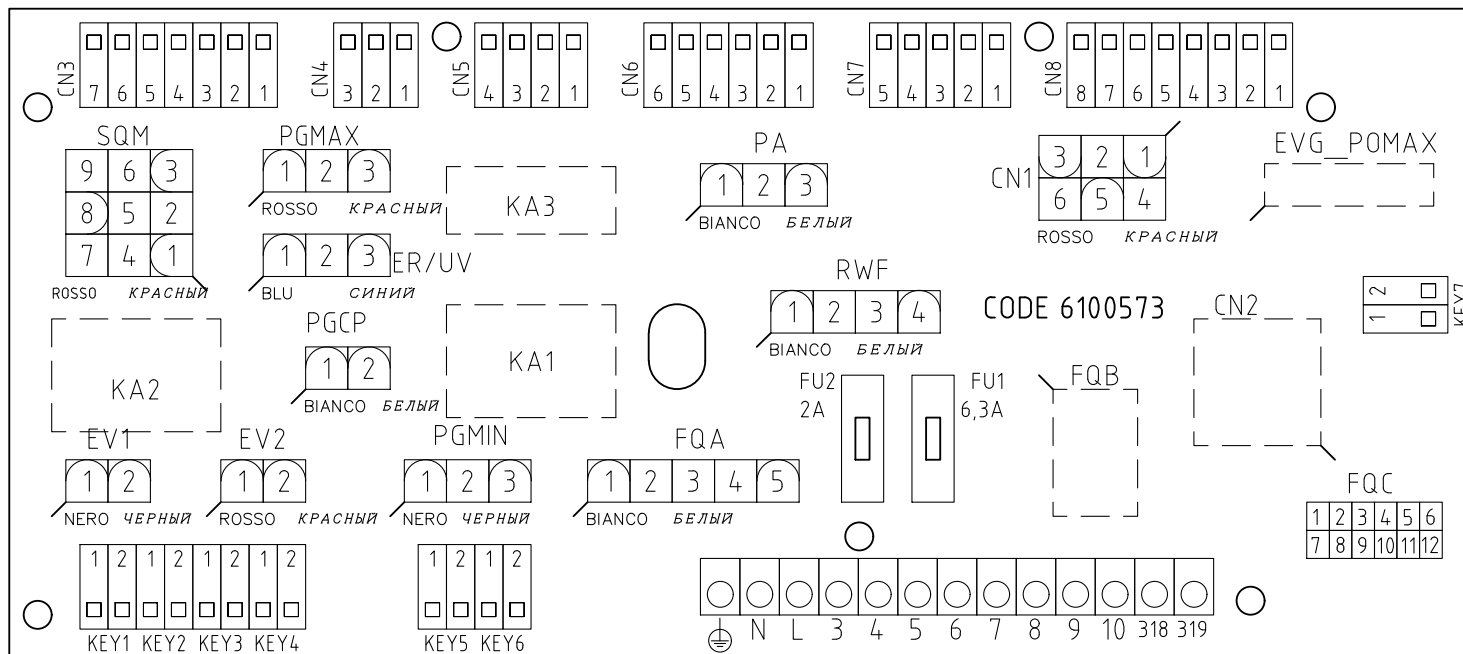 CN3 7 6 5 4 3 2 1
CN4 3 2 1
CN5 4 3 2 1
CN6 6 5 4 3 2 1
CN7 5 4 3 2 1
CN8 8 7 6 5 4 3 2 1
SQM
9 6 3
8 5 2
7 4 1
ROSSO КРАСНЫЙ
PGMAX
1 2 3
ROSSO КРАСНЫЙ
KA3
PA
1 2 3
BIANCO БЕЛЫЙ
CN1
3 2 1
6 5 4
ROSSO КРАСНЫЙ
EVG_POMAX
1 2 3 ER/UV
BLU СИНИЙ
RWF
1 2 3 4
BIANCO БЕЛЫЙ
CODE 6100573
CN2
2
1
KEY7
KA2
PGCP
1 2
BIANCO БЕЛЫЙ
KA1
FU2
2A
FU1
6,3A
FQB
EV1
1 2
NERO ЧЕРНЫЙ
EV2
1 2
ROSSO КРАСНЫЙ
PGMIN
1 2 3
NERO ЧЕРНЫЙ
FQA
1 2 3 4 5
BIANCO БЕЛЫЙ
FQC
1 2 3 4 5 6
7 8 9 10 11 12
1 2 1 2 1 2 1 2
KEY1 KEY2 KEY3 KEY4
1 2 1 2
KEY5 KEY6
N L 3 4 5 6 7 8 9 10 318 319